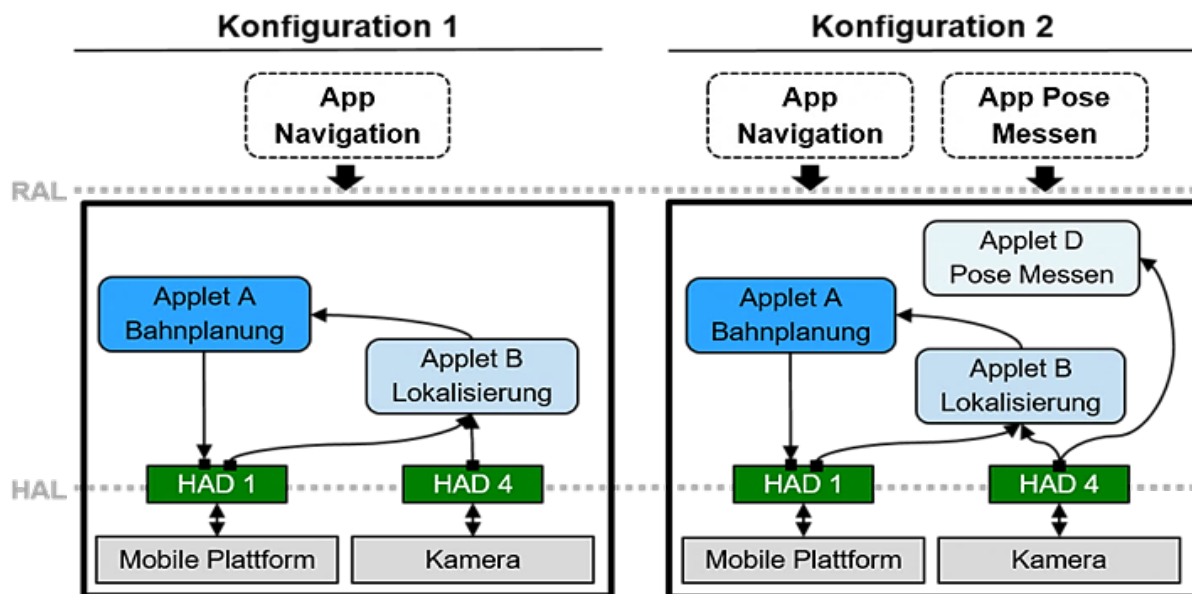 Konfiguration 1
Konfiguration 2
App
Navigation
App
Navigation
App Pose
Messen
RAL
Applet D
Pose Messen
Applet A
Bahnplanung
Applet A
Bahnplanung
Applet B
Lokalisierung
Applet B
Lokalisierung
HAL
HAD 1
HAD 4
HAD 1
HAD 4
Mobile Plattform
Kamera
Mobile Plattform
Kamera